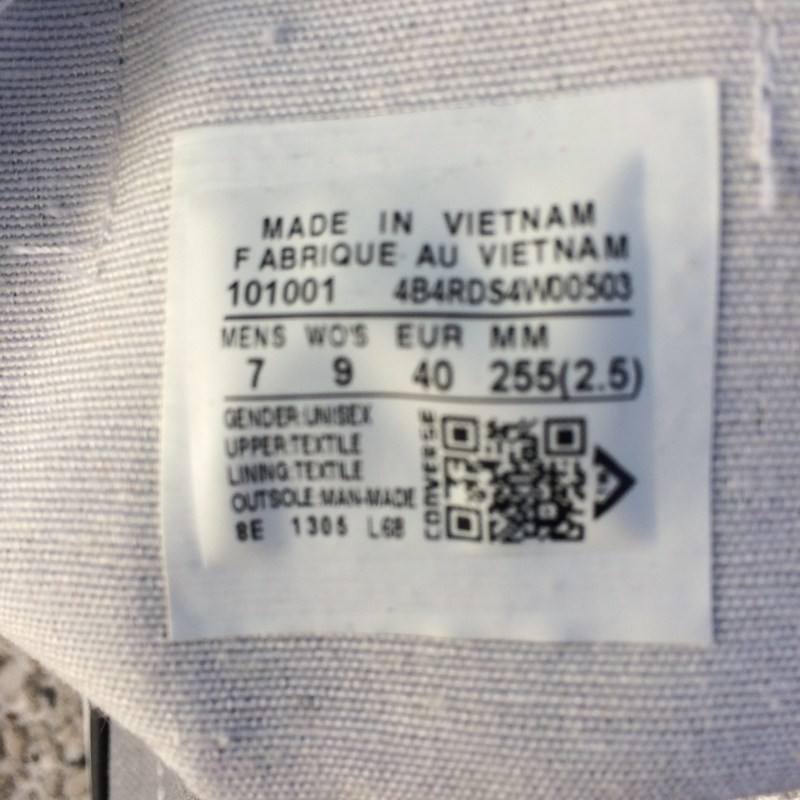 MADE IN VIETNAM
FABRIQUE AU VIETNAM
101001 4B4RDS4W00503
MENS WO'S EUR MM
7 9 40 255(2.5)
GENDER:UNISEX
UPPER:TEXTILE
LINING:TEXTILE
OUTSOLE:MAN-MADE
8E 1305 L68
CONVERSE